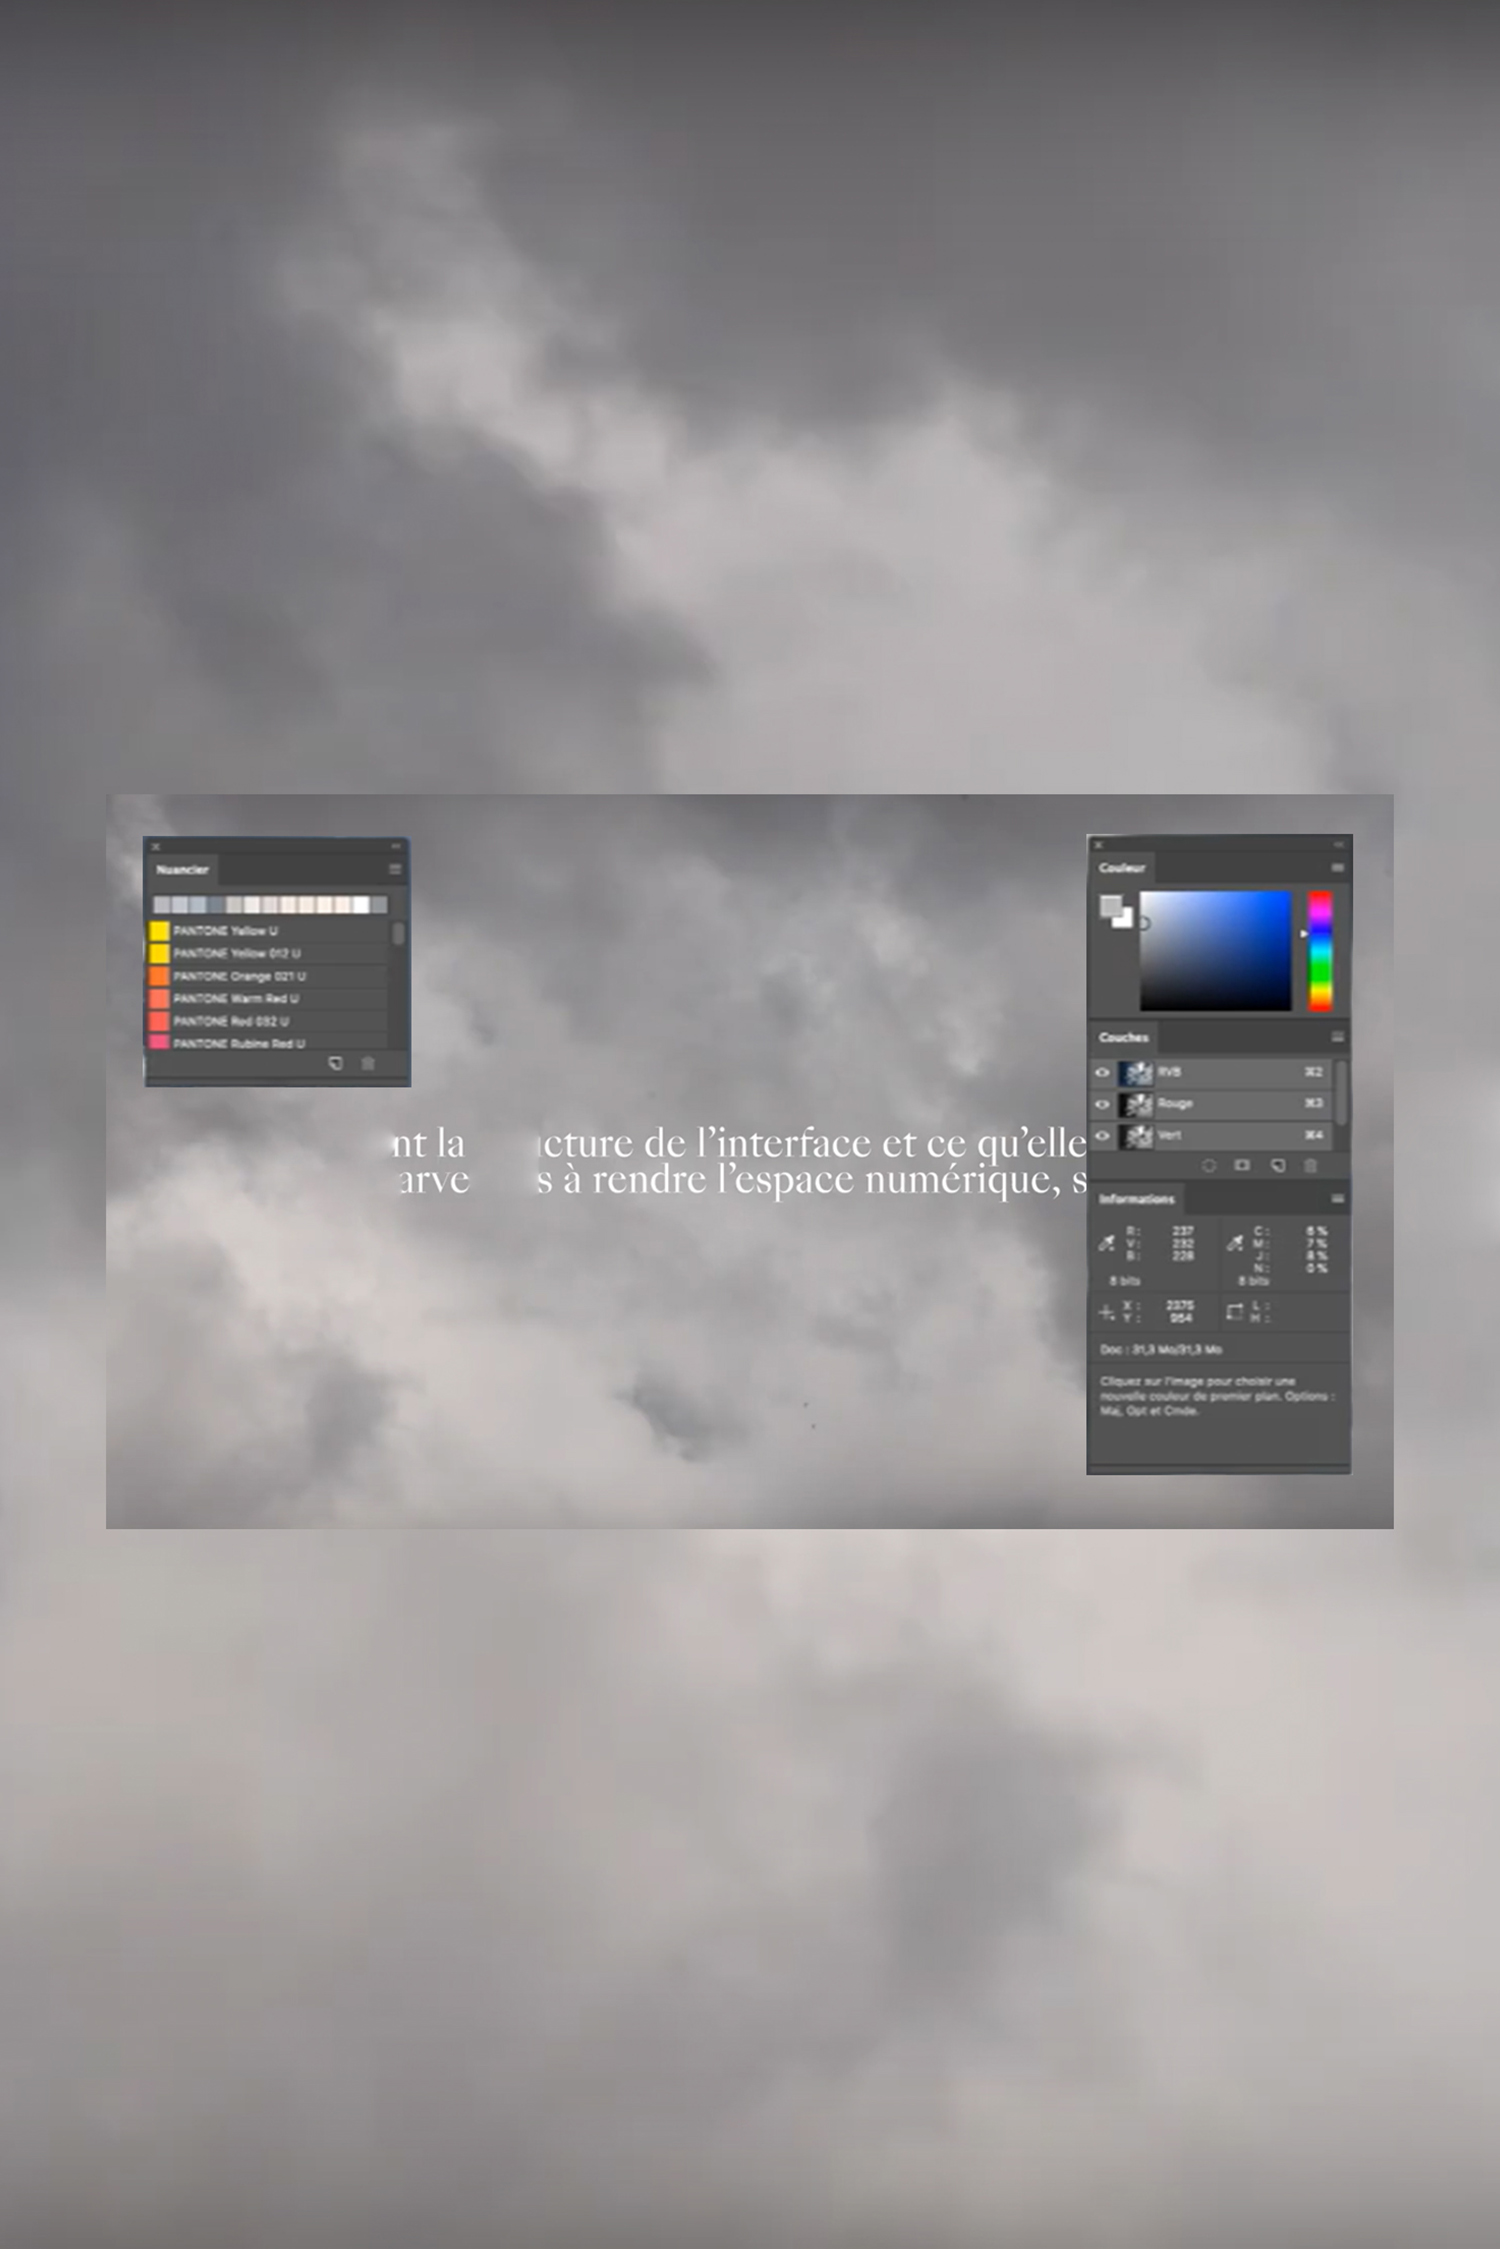 Nuancier
PANTONE Yellow U
PANTONE Yellow 012 U
PANTONE Orange 021 U
PANTONE Warm Red U
PANTONE Red 032 U
PANTONE Rubine Red U
nt la cture de l’interface et ce qu’elle
arve s à rendre l’espace numérique, s
Couleur
Couches
RVB ⌘2
Rouge ⌘3
Vert ⌘4
Informations
R : 237 C : 6 %
V : 232 M : 7 %
B : 228 J : 8 %
N : 0 %
8 bits 8 bits
X : 2375 L :
Y : 954 H :
Doc : 31,3 Mo/31,3 Mo
Cliquez sur l'image pour choisir une
nouvelle couleur de premier plan. Options :
Maj, Opt et Cmde.